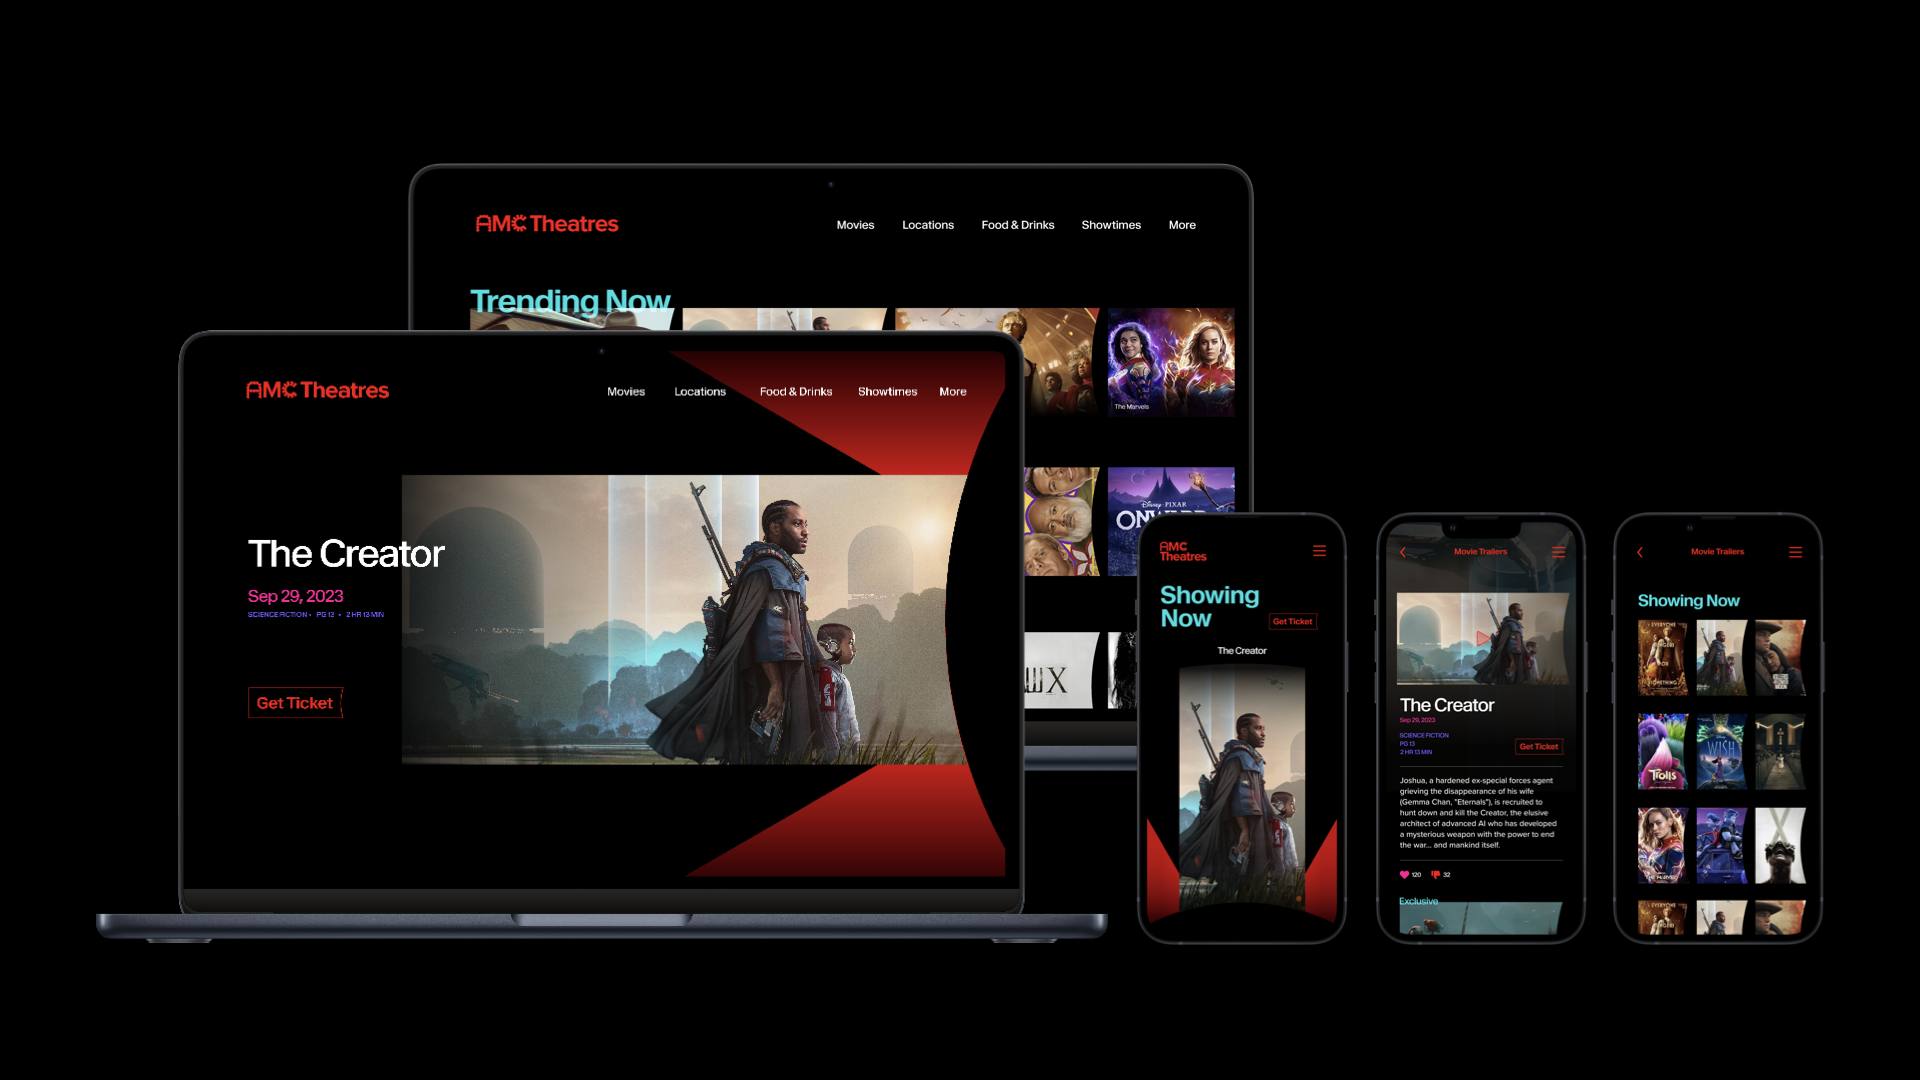 AMC Theatres
Movies
Locations
Food & Drinks
Showtimes
More
Trending Now
The Marvels
Disney · PIXAR
AMC Theatres
Movies
Locations
Food & Drinks
Showtimes
More
The Creator
Sep 29, 2023
SCIENCE FICTION • PG 13 • 2 HR 13 MIN
Get Ticket
AMC
Theatres
Showing
Now
Get Ticket
The Creator
Movie Trailers
The Creator
Sep 29, 2023
SCIENCE FICTION
PG 13
2 HR 13 MIN
Get Ticket
Joshua, a hardened ex-special forces agent
grieving the disappearance of his wife
(Gemma Chan, "Eternals"), is recruited to
hunt down and kill the Creator, the elusive
architect of advanced AI who has developed
a mysterious weapon with the power to end
the war... and mankind itself.
120
32
Exclusive
Movie Trailers
Showing Now
Trolls
WISH